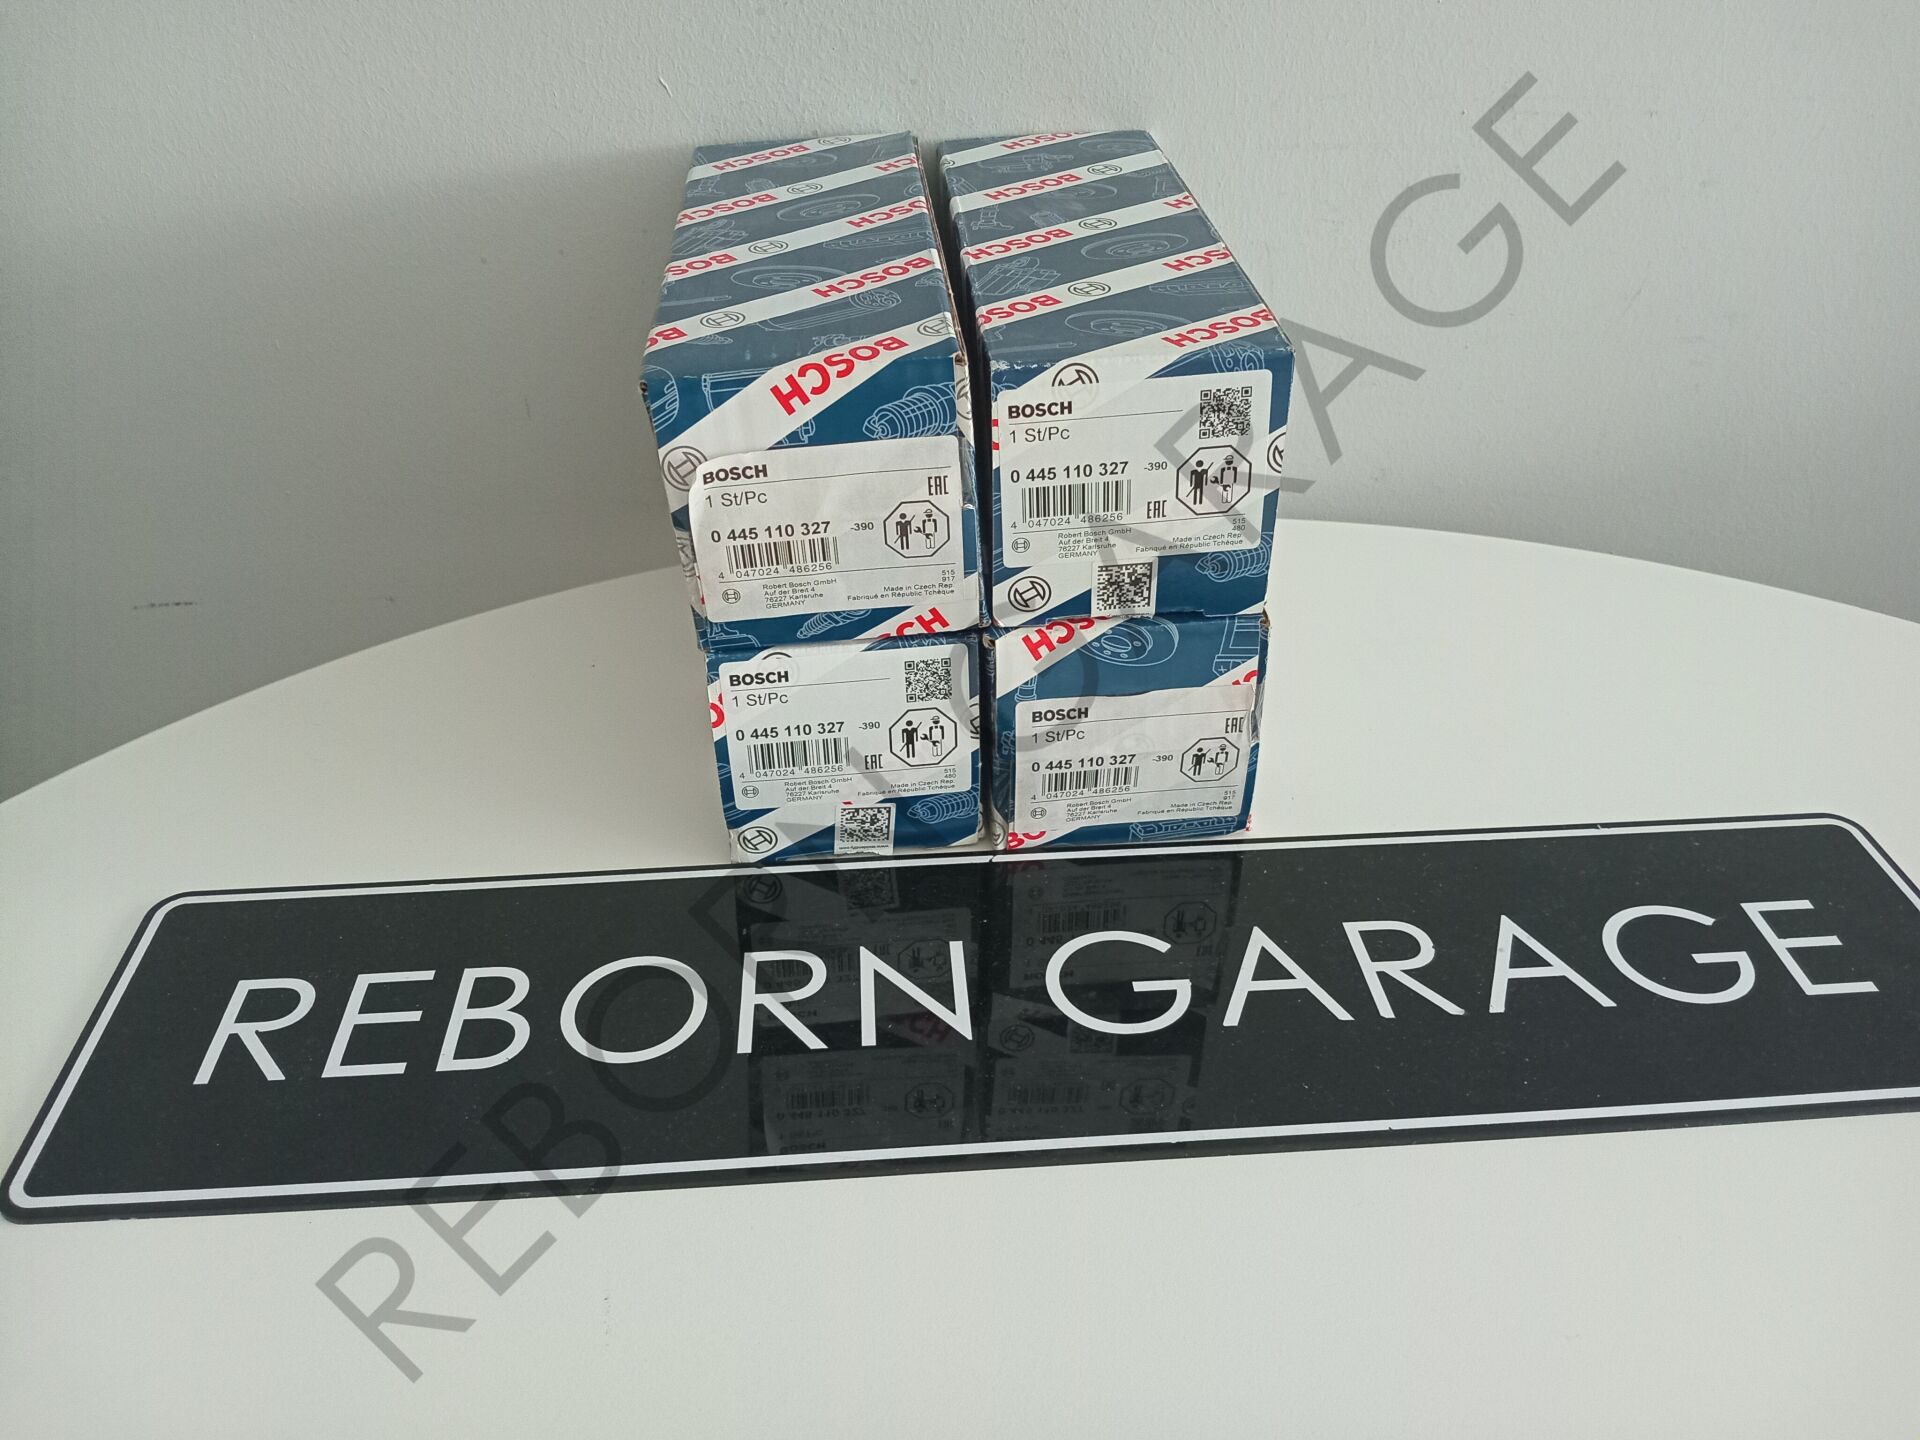 BOSCH
BOSCH
BOSCH
BOSCH
BOSCH
BOSCH
BOSCH
1 St/Pc
EAC
0 445 110 327 -390
4 047024 486256
515
917
Robert Bosch GmbH
Auf der Breit 4
76227 Karlsruhe
GERMANY
Made in Czech Rep.
Fabriqué en République Tchèque
BOSCH
1 St/Pc
0 445 110 327 -390
EAC
4 047024 486256
515
480
Robert Bosch GmbH
Auf der Breit 4
76227 Karlsruhe
GERMANY
Made in Czech Rep.
Fabriqué en République Tchèque
BOSCH
1 St/Pc
0 445 110 327 -390
EAC
4 047024 486256
515
480
Robert Bosch GmbH
Auf der Breit 4
76227 Karlsruhe
GERMANY
Made in Czech Rep.
Fabriqué en République Tchèque
BOSCH
1 St/Pc
EAC
0 445 110 327 -390
4 047024 486256
515
917
Robert Bosch GmbH
Auf der Breit 4
76227 Karlsruhe
GERMANY
Made in Czech Rep.
Fabriqué en République Tchèque
REBORN GARAGE
REBORN GARAGE